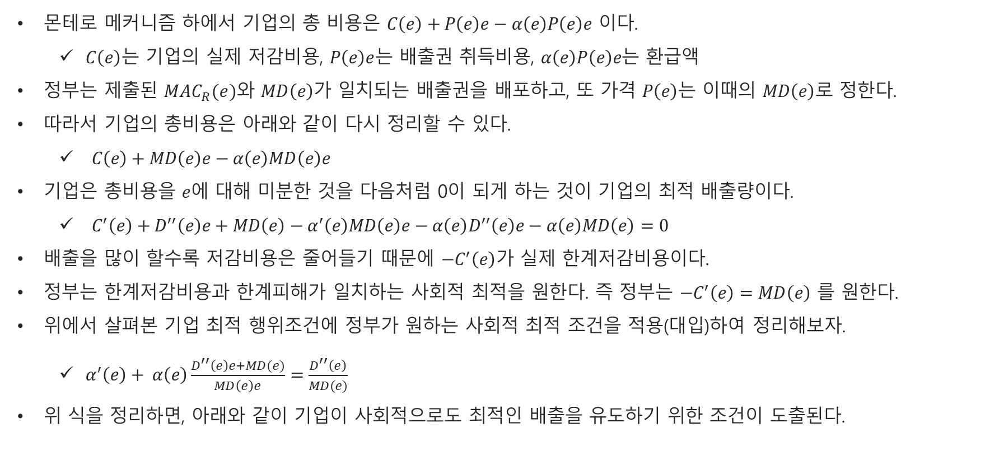 • 몬테로 메커니즘 하에서 기업의 총 비용은 C(e) + P(e)e − α(e)P(e)e 이다.
✓ C(e)는 기업의 실제 저감비용, P(e)e는 배출권 취득비용, α(e)P(e)e는 환급액
• 정부는 제출된 MAC_R(e)와 MD(e)가 일치되는 배출권을 배포하고, 또 가격 P(e)는 이때의 MD(e)로 정한다.
• 따라서 기업의 총비용은 아래와 같이 다시 정리할 수 있다.
✓ C(e) + MD(e)e − α(e)MD(e)e
• 기업은 총비용을 e에 대해 미분한 것을 다음처럼 0이 되게 하는 것이 기업의 최적 배출량이다.
✓ C′(e) + D′′(e)e + MD(e) − α′(e)MD(e)e − α(e)D′′(e)e − α(e)MD(e) = 0
• 배출을 많이 할수록 저감비용은 줄어들기 때문에 −C′(e)가 실제 한계저감비용이다.
• 정부는 한계저감비용과 한계피해가 일치하는 사회적 최적을 원한다. 즉 정부는 −C′(e) = MD(e) 를 원한다.
• 위에서 살펴본 기업 최적 행위조건에 정부가 원하는 사회적 최적 조건을 적용(대입)하여 정리해보자.
✓ α′(e) + α(e) (D′′(e)e+MD(e))/(MD(e)e) = D′′(e)/MD(e)
• 위 식을 정리하면, 아래와 같이 기업이 사회적으로도 최적인 배출을 유도하기 위한 조건이 도출된다.